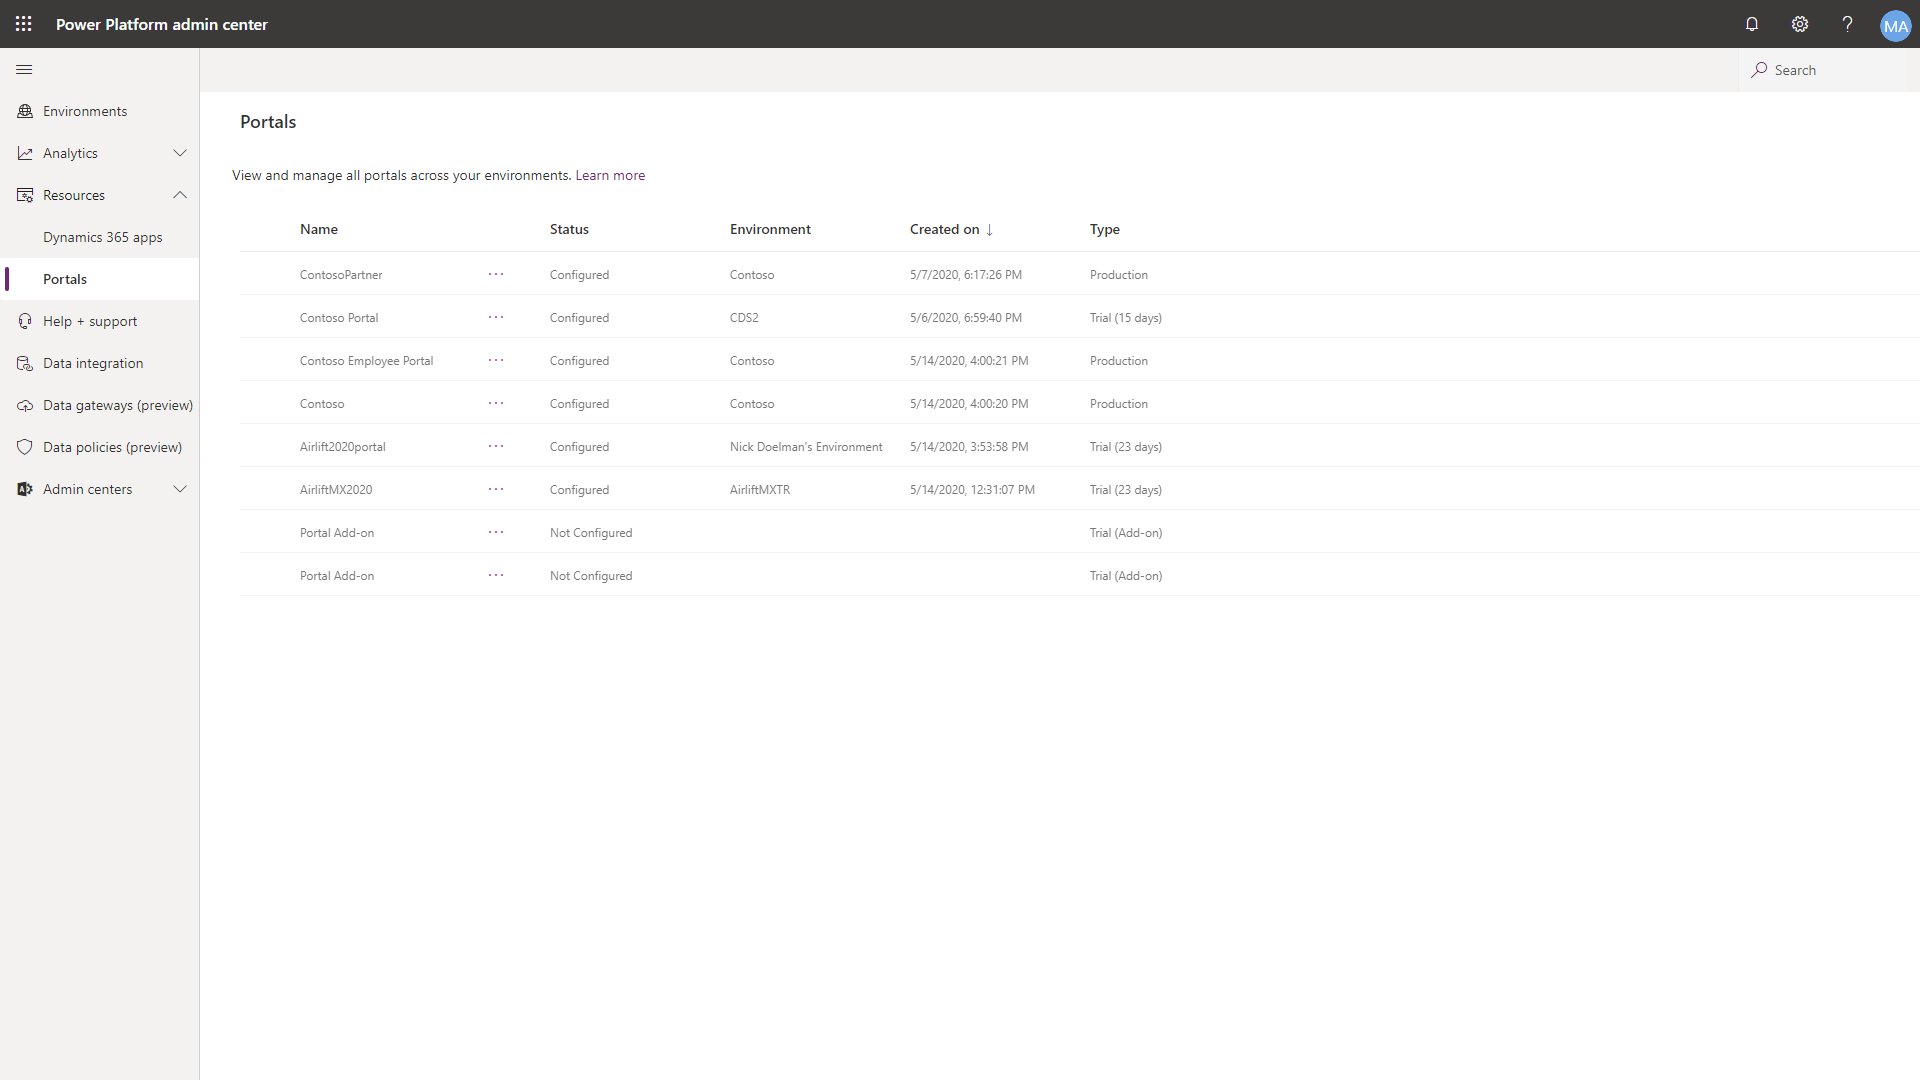 Power Platform admin center
MA
Search
Environments
Analytics
Resources
Dynamics 365 apps
Portals
Help + support
Data integration
Data gateways (preview)
Data policies (preview)
Admin centers
Portals
View and manage all portals across your environments. Learn more
Name Status Environment Created on ↓ Type
ContosoPartner ··· Configured Contoso 5/7/2020, 6:17:26 PM Production
Contoso Portal ··· Configured CDS2 5/6/2020, 6:59:40 PM Trial (15 days)
Contoso Employee Portal ··· Configured Contoso 5/14/2020, 4:00:21 PM Production
Contoso ··· Configured Contoso 5/14/2020, 4:00:20 PM Production
Airlift2020portal ··· Configured Nick Doelman's Environment 5/14/2020, 3:53:58 PM Trial (23 days)
AirliftMX2020 ··· Configured AirliftMXTR 5/14/2020, 12:31:07 PM Trial (23 days)
Portal Add-on ··· Not Configured Trial (Add-on)
Portal Add-on ··· Not Configured Trial (Add-on)